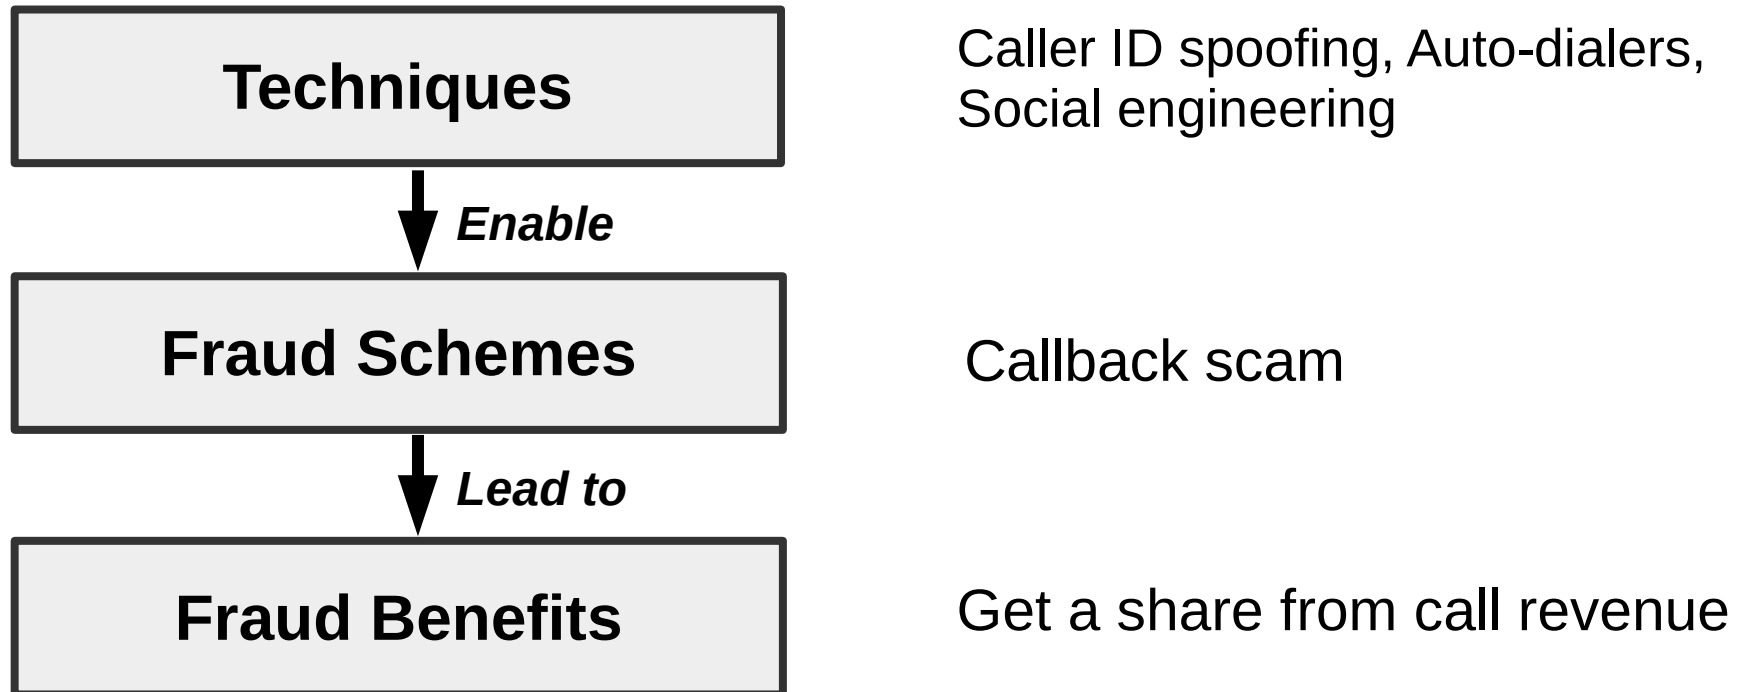 Techniques
Caller ID spoofing, Auto-dialers,
Social engineering
Enable
Fraud Schemes
Callback scam
Lead to
Fraud Benefits
Get a share from call revenue